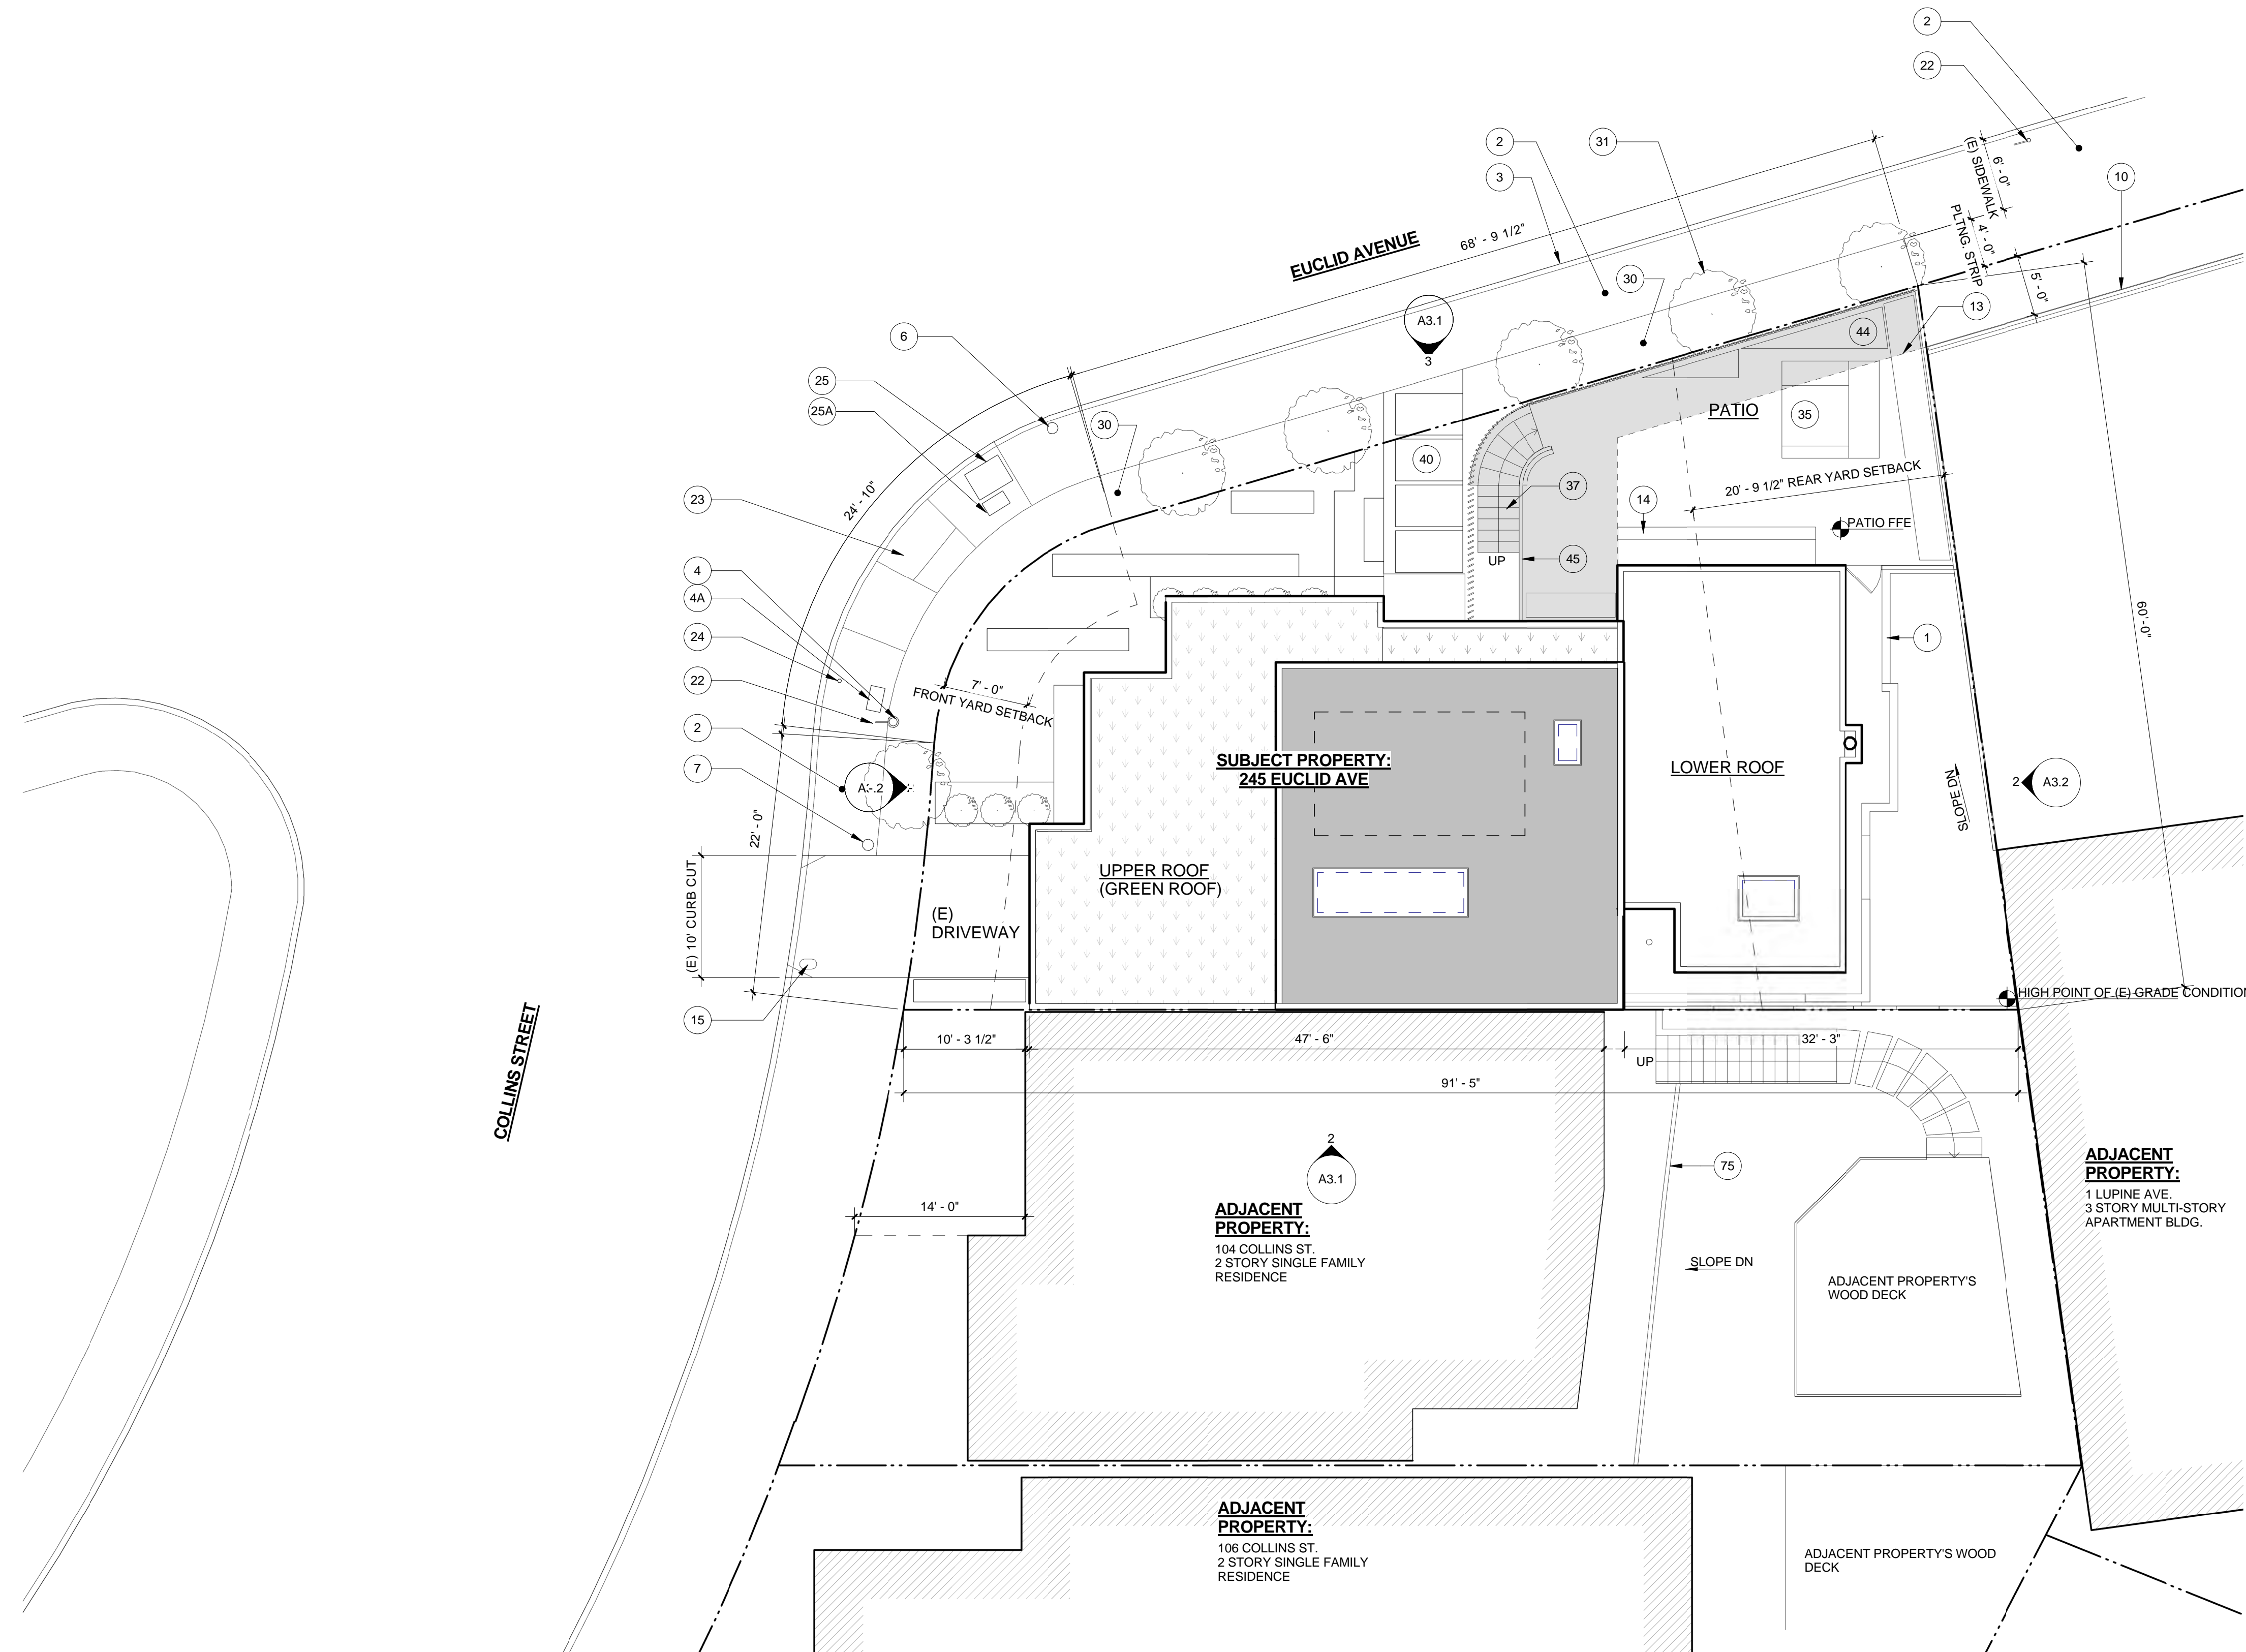 2
22
2
31
3
(E) SIDEWALK
6' - 0"
10
PLTNG. STRIP
4' - 0"
5' - 0"
EUCLID AVENUE
68' - 9 1/2"
30
13
A3.1
3
44
6
25
25A
30
PATIO
35
40
23
24' - 10"
37
14
20' - 9 1/2" REAR YARD SETBACK
PATIO FFE
UP
45
4
4A
24
22
2
7
1
60' - 0"
7' - 0"
FRONT YARD SETBACK
SUBJECT PROPERTY:
245 EUCLID AVE
LOWER ROOF
SLOPE DN
2
A3.2
22' - 0"
(E) 10' CURB CUT
UPPER ROOF
(GREEN ROOF)
(E)
DRIVEWAY
15
HIGH POINT OF (E) GRADE CONDITION
COLLINS STREET
10' - 3 1/2"
47' - 6"
32' - 3"
UP
91' - 5"
2
A3.1
75
14' - 0"
ADJACENT
PROPERTY:
104 COLLINS ST.
2 STORY SINGLE FAMILY
RESIDENCE
SLOPE DN
ADJACENT PROPERTY'S
WOOD DECK
ADJACENT
PROPERTY:
1 LUPINE AVE.
3 STORY MULTI-STORY
APARTMENT BLDG.
ADJACENT
PROPERTY:
106 COLLINS ST.
2 STORY SINGLE FAMILY
RESIDENCE
ADJACENT PROPERTY'S WOOD
DECK